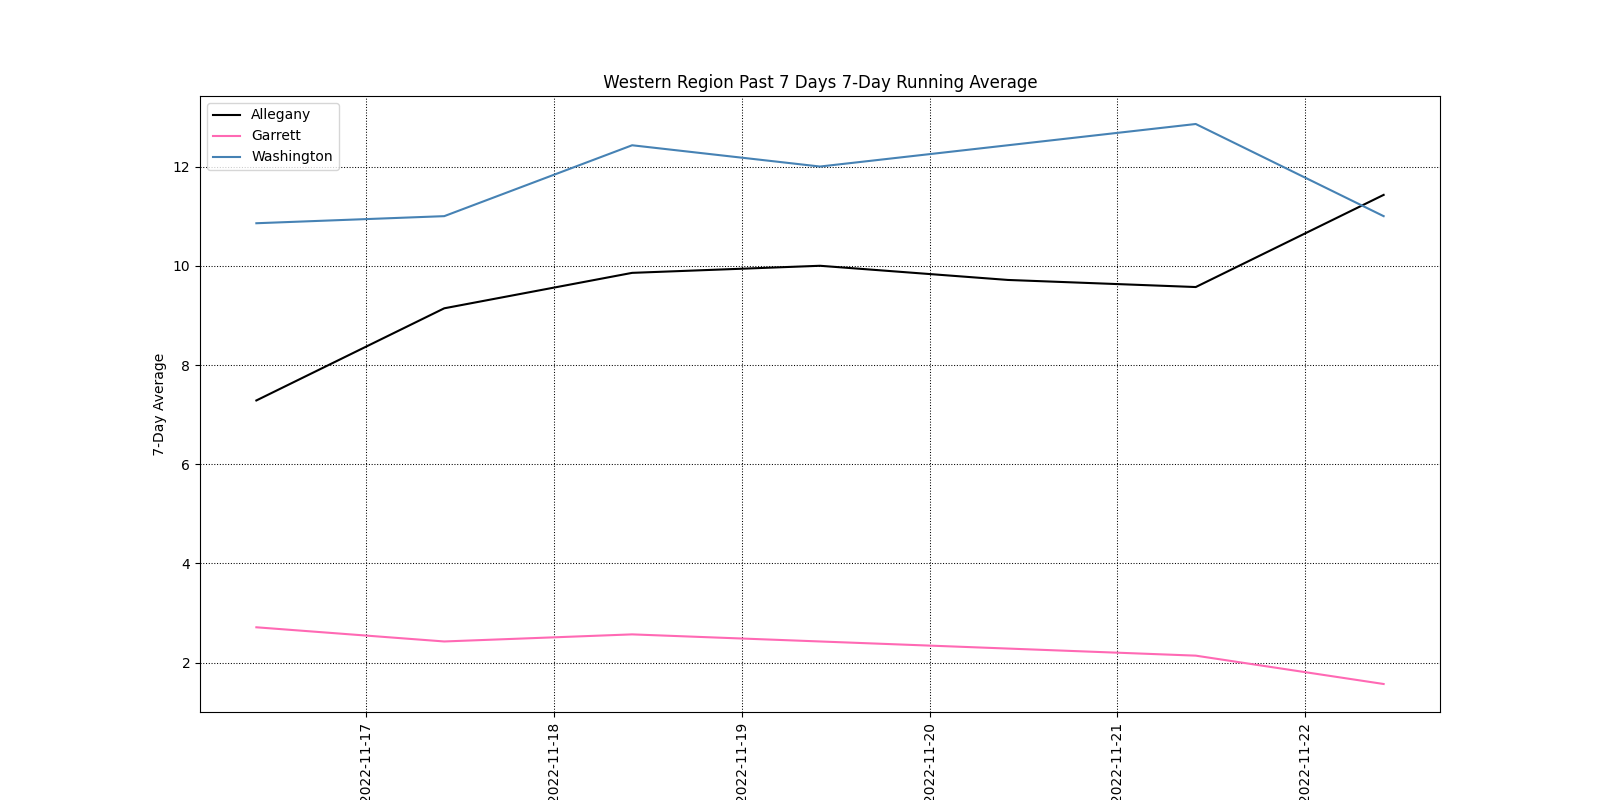 Western Region Past 7 Days 7-Day Running Average
Allegany
Garrett
Washington
12
10
8
6
4
2
7-Day Average
2022-11-17
2022-11-18
2022-11-19
2022-11-20
2022-11-21
2022-11-22